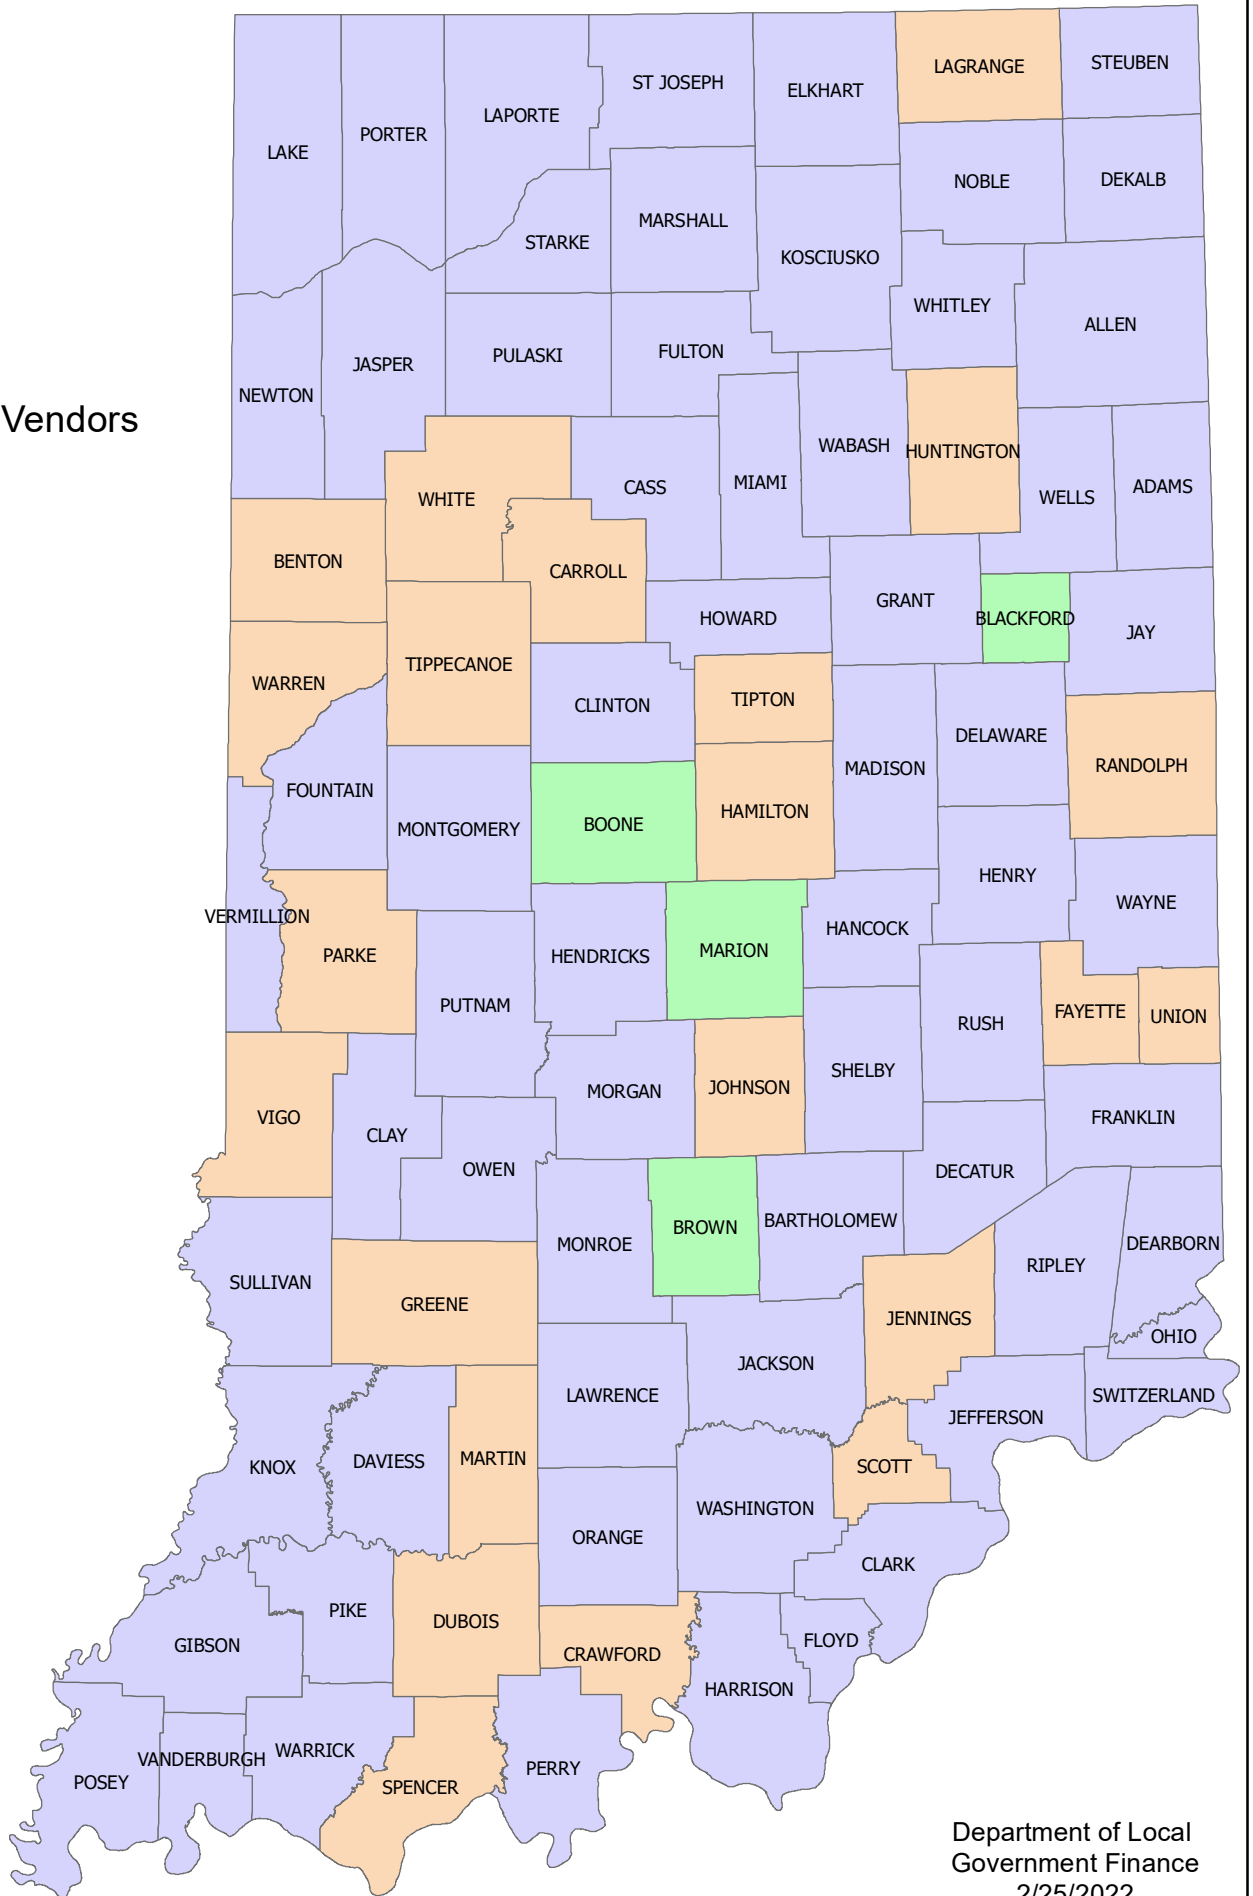 LAGRANGE
STEUBEN
ST JOSEPH
ELKHART
LAPORTE
PORTER
LAKE
NOBLE
DEKALB
MARSHALL
STARKE
KOSCIUSKO
WHITLEY
ALLEN
PULASKI
FULTON
JASPER
NEWTON
Vendors
WABASH
HUNTINGTON
CASS
MIAMI
WELLS
ADAMS
WHITE
BENTON
CARROLL
GRANT
HOWARD
BLACKFORD
JAY
TIPPECANOE
WARREN
CLINTON
TIPTON
DELAWARE
MADISON
RANDOLPH
FOUNTAIN
HAMILTON
BOONE
MONTGOMERY
HENRY
WAYNE
VERMILLION
HANCOCK
MARION
PARKE
HENDRICKS
PUTNAM
FAYETTE
UNION
RUSH
SHELBY
JOHNSON
MORGAN
VIGO
FRANKLIN
CLAY
OWEN
DECATUR
BARTHOLOMEW
BROWN
MONROE
DEARBORN
RIPLEY
SULLIVAN
GREENE
JENNINGS
OHIO
JACKSON
LAWRENCE
SWITZERLAND
JEFFERSON
MARTIN
DAVIESS
KNOX
SCOTT
WASHINGTON
ORANGE
CLARK
PIKE
DUBOIS
GIBSON
FLOYD
CRAWFORD
HARRISON
WARRICK
VANDERBURGH
PERRY
POSEY
SPENCER
Department of Local
Government Finance
2/25/2022